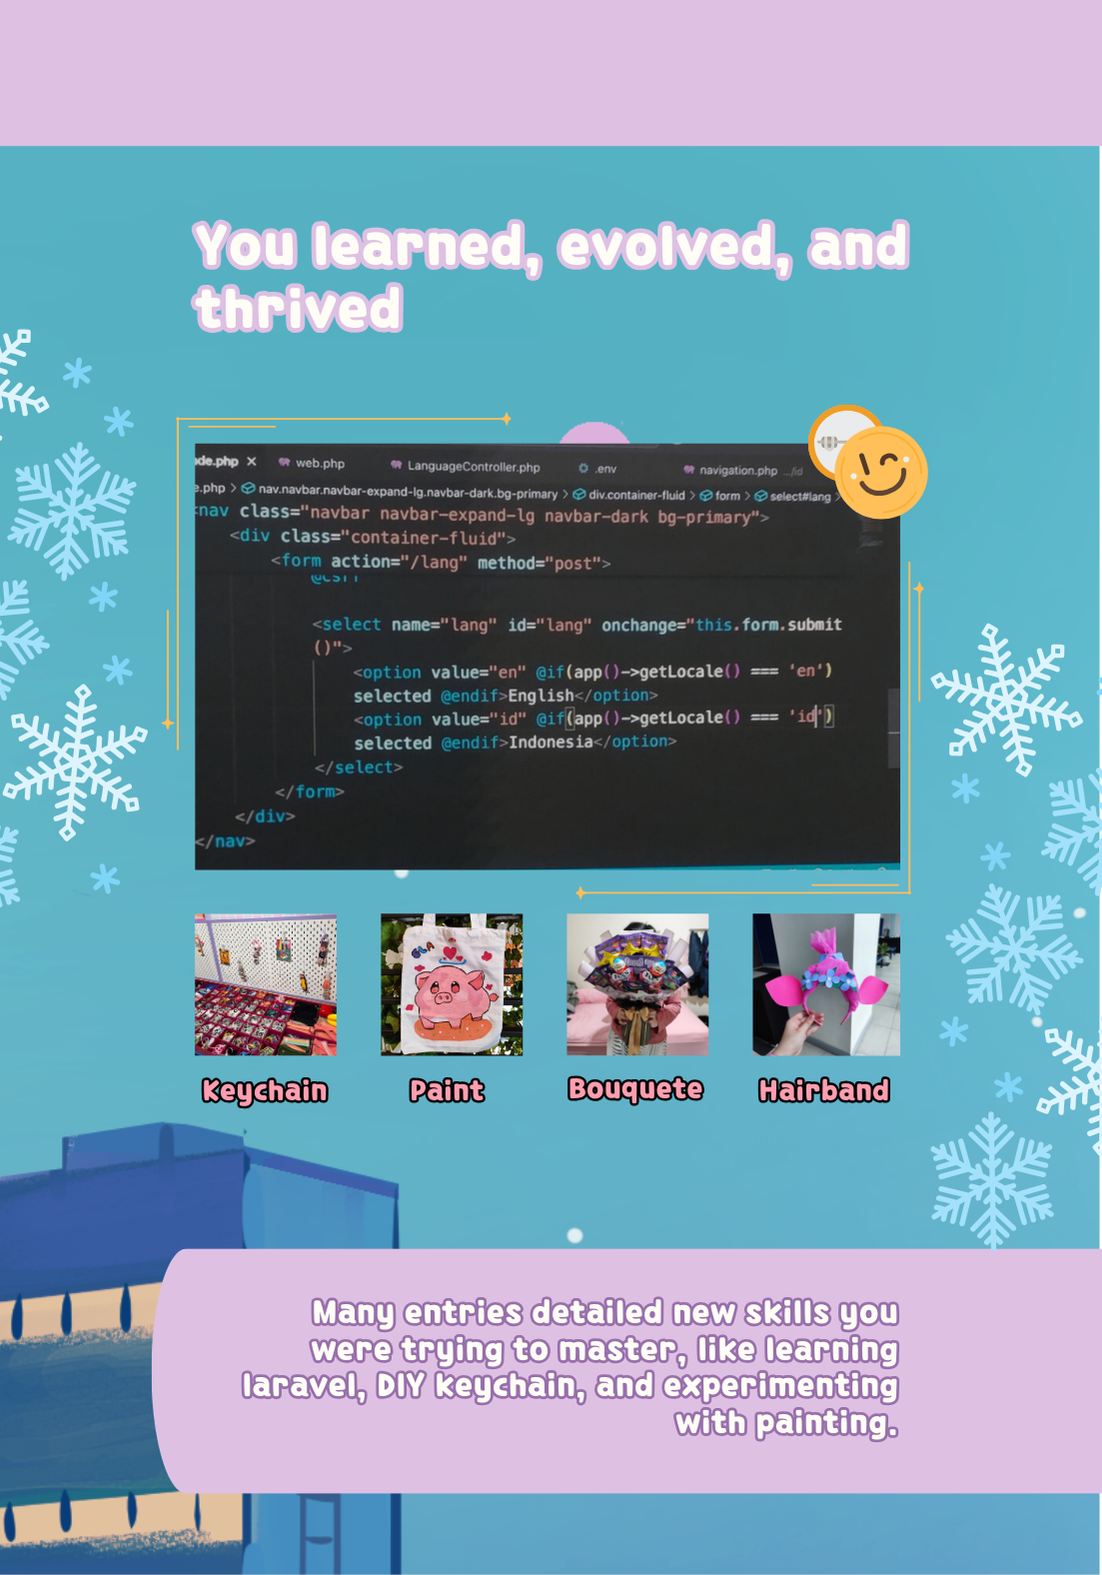 You learned, evolved, and
thrived
de.php × web.php LanguageController.php .env navigation.php .../id
e.php > nav.navbar.navbar-expand-lg.navbar-dark.bg-primary > div.container-fluid > form > select#lang >
<nav class="navbar navbar-expand-lg navbar-dark bg-primary">
<div class="container-fluid">
<form action="/lang" method="post">
@csrf
<select name="lang" id="lang" onchange="this.form.submit
()">
<option value="en" @if(app()->getLocale() === 'en')
selected @endif>English</option>
<option value="id" @if(app()->getLocale() === 'id')
selected @endif>Indonesia</option>
</select>
</form>
</div>
</nav>
Keychain Paint Bouquete Hairband
Many entries detailed new skills you
were trying to master, like learning
laravel, DIY keychain, and experimenting
with painting.